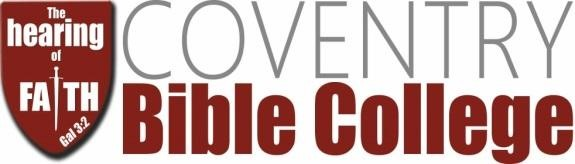 The
hearing
of
FAITH
Gal 3:2
COVENTRY
Bible College